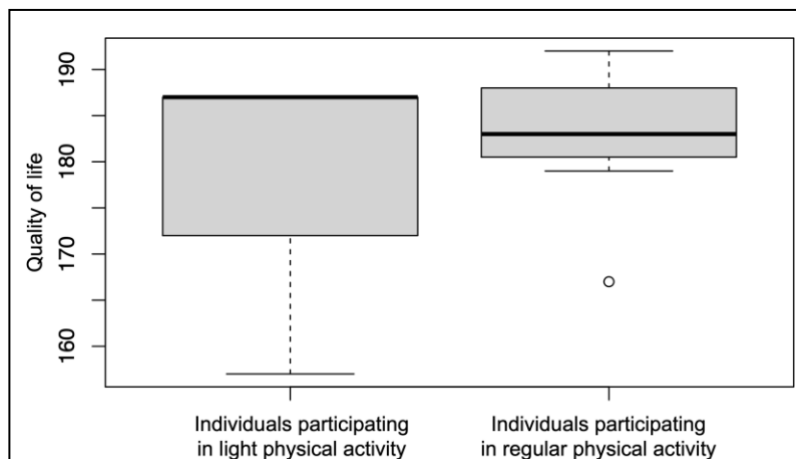 Quality of life
190
180
170
160
Individuals participating
in light physical activity
Individuals participating
in regular physical activity